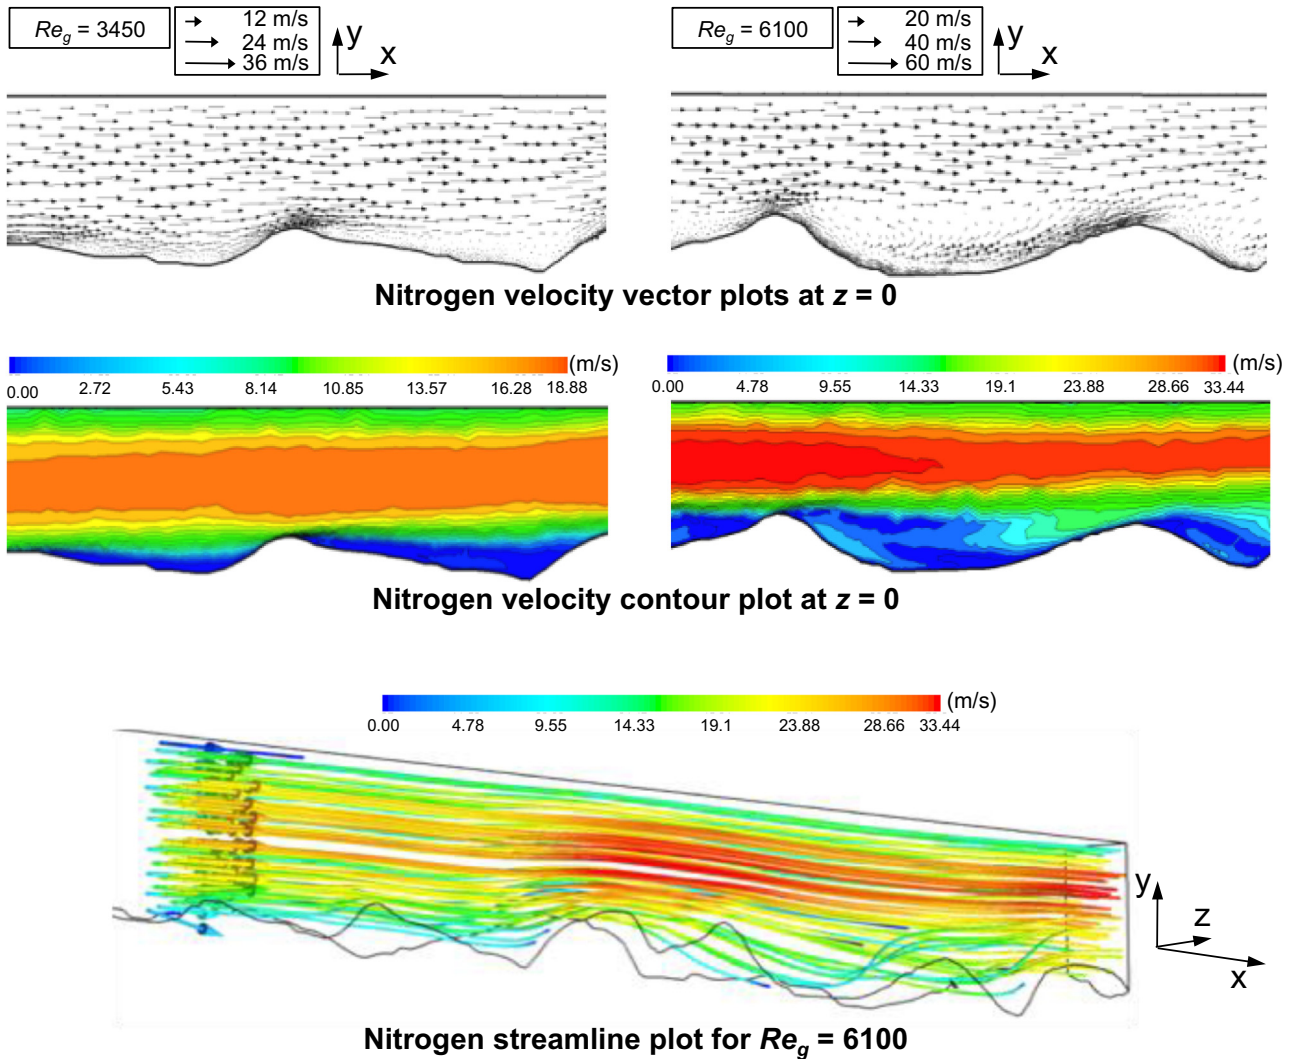 Re_g = 3450
12 m/s
24 m/s
36 m/s
y
x
Re_g = 6100
20 m/s
40 m/s
60 m/s
y
x
Nitrogen velocity vector plots at z = 0
(m/s)
0.00 2.72 5.43 8.14 10.85 13.57 16.28 18.88
(m/s)
0.00 4.78 9.55 14.33 19.1 23.88 28.66 33.44
Nitrogen velocity contour plot at z = 0
(m/s)
0.00 4.78 9.55 14.33 19.1 23.88 28.66 33.44
y
z
x
Nitrogen streamline plot for Re_g = 6100